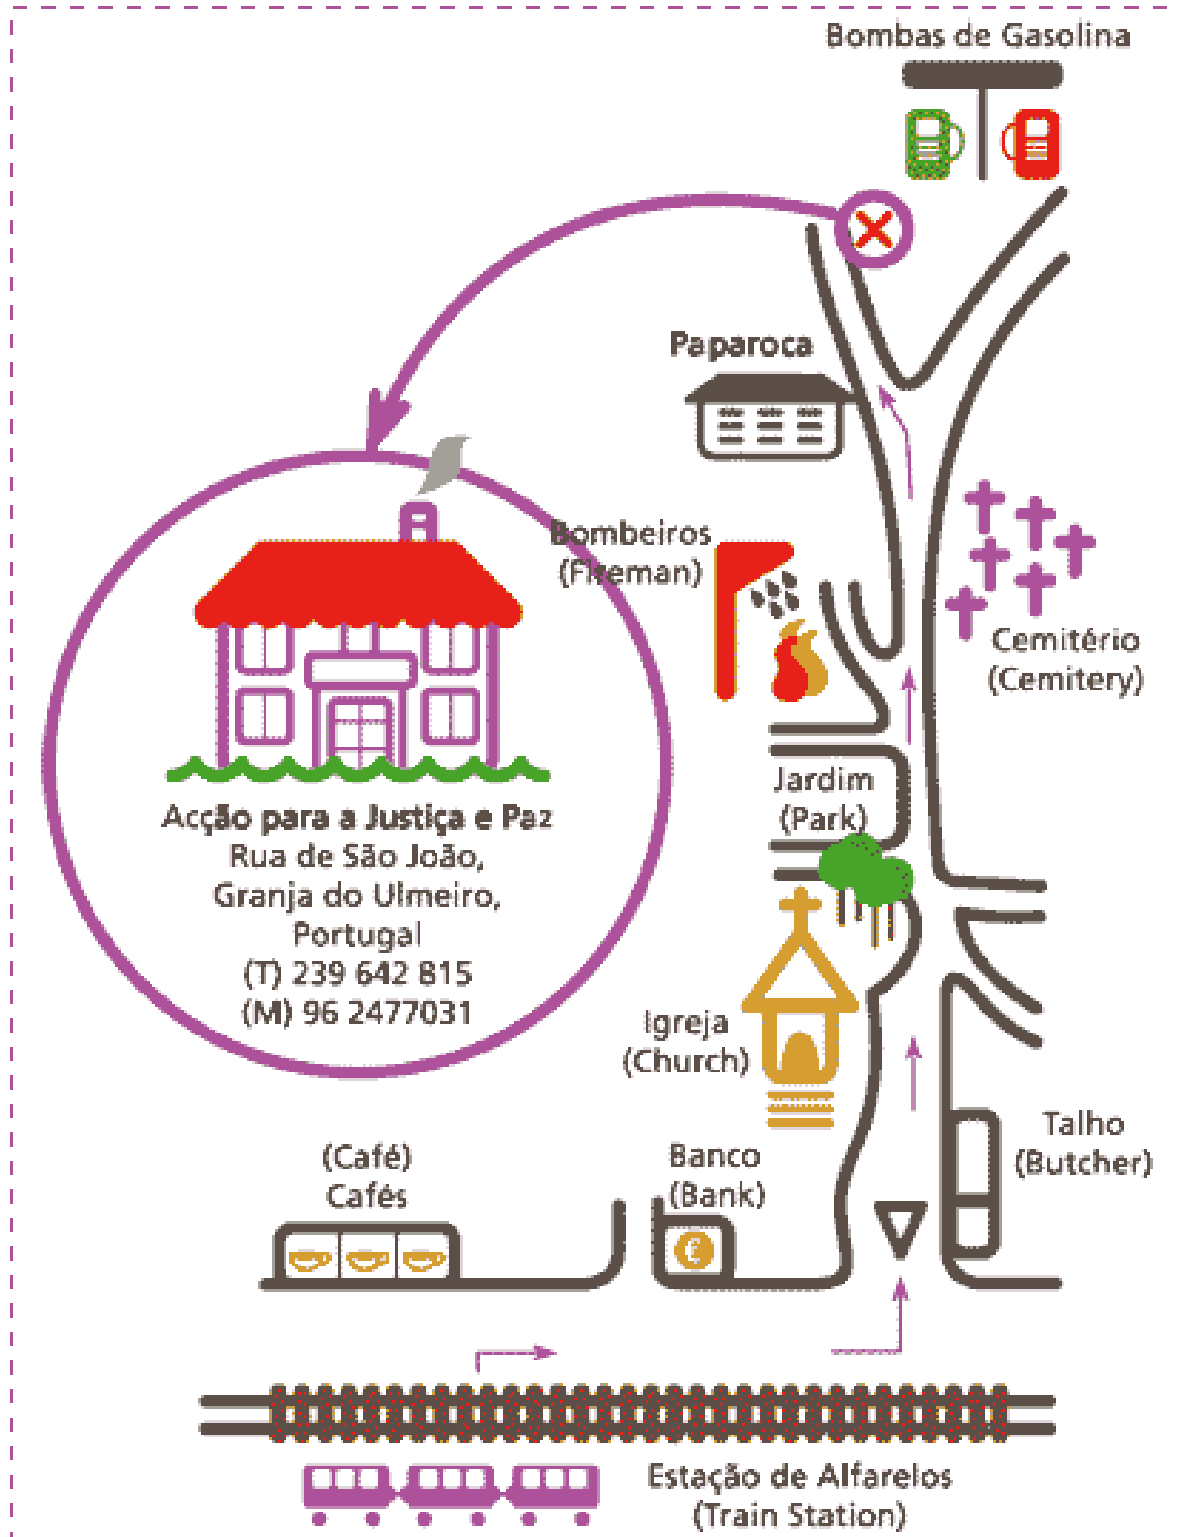 Bombas de Gasolina
Paparoca
Bombeiros
(Fireman)
Cemitério
(Cemitery)
Jardim
(Park)
Acção para a Justiça e Paz
Rua de São João,
Granja do Ulmeiro,
Portugal
(T) 239 642 815
(M) 96 2477031
Igreja
(Church)
Talho
(Butcher)
(Café)
Cafés
Banco
(Bank)
Estação de Alfarelos
(Train Station)